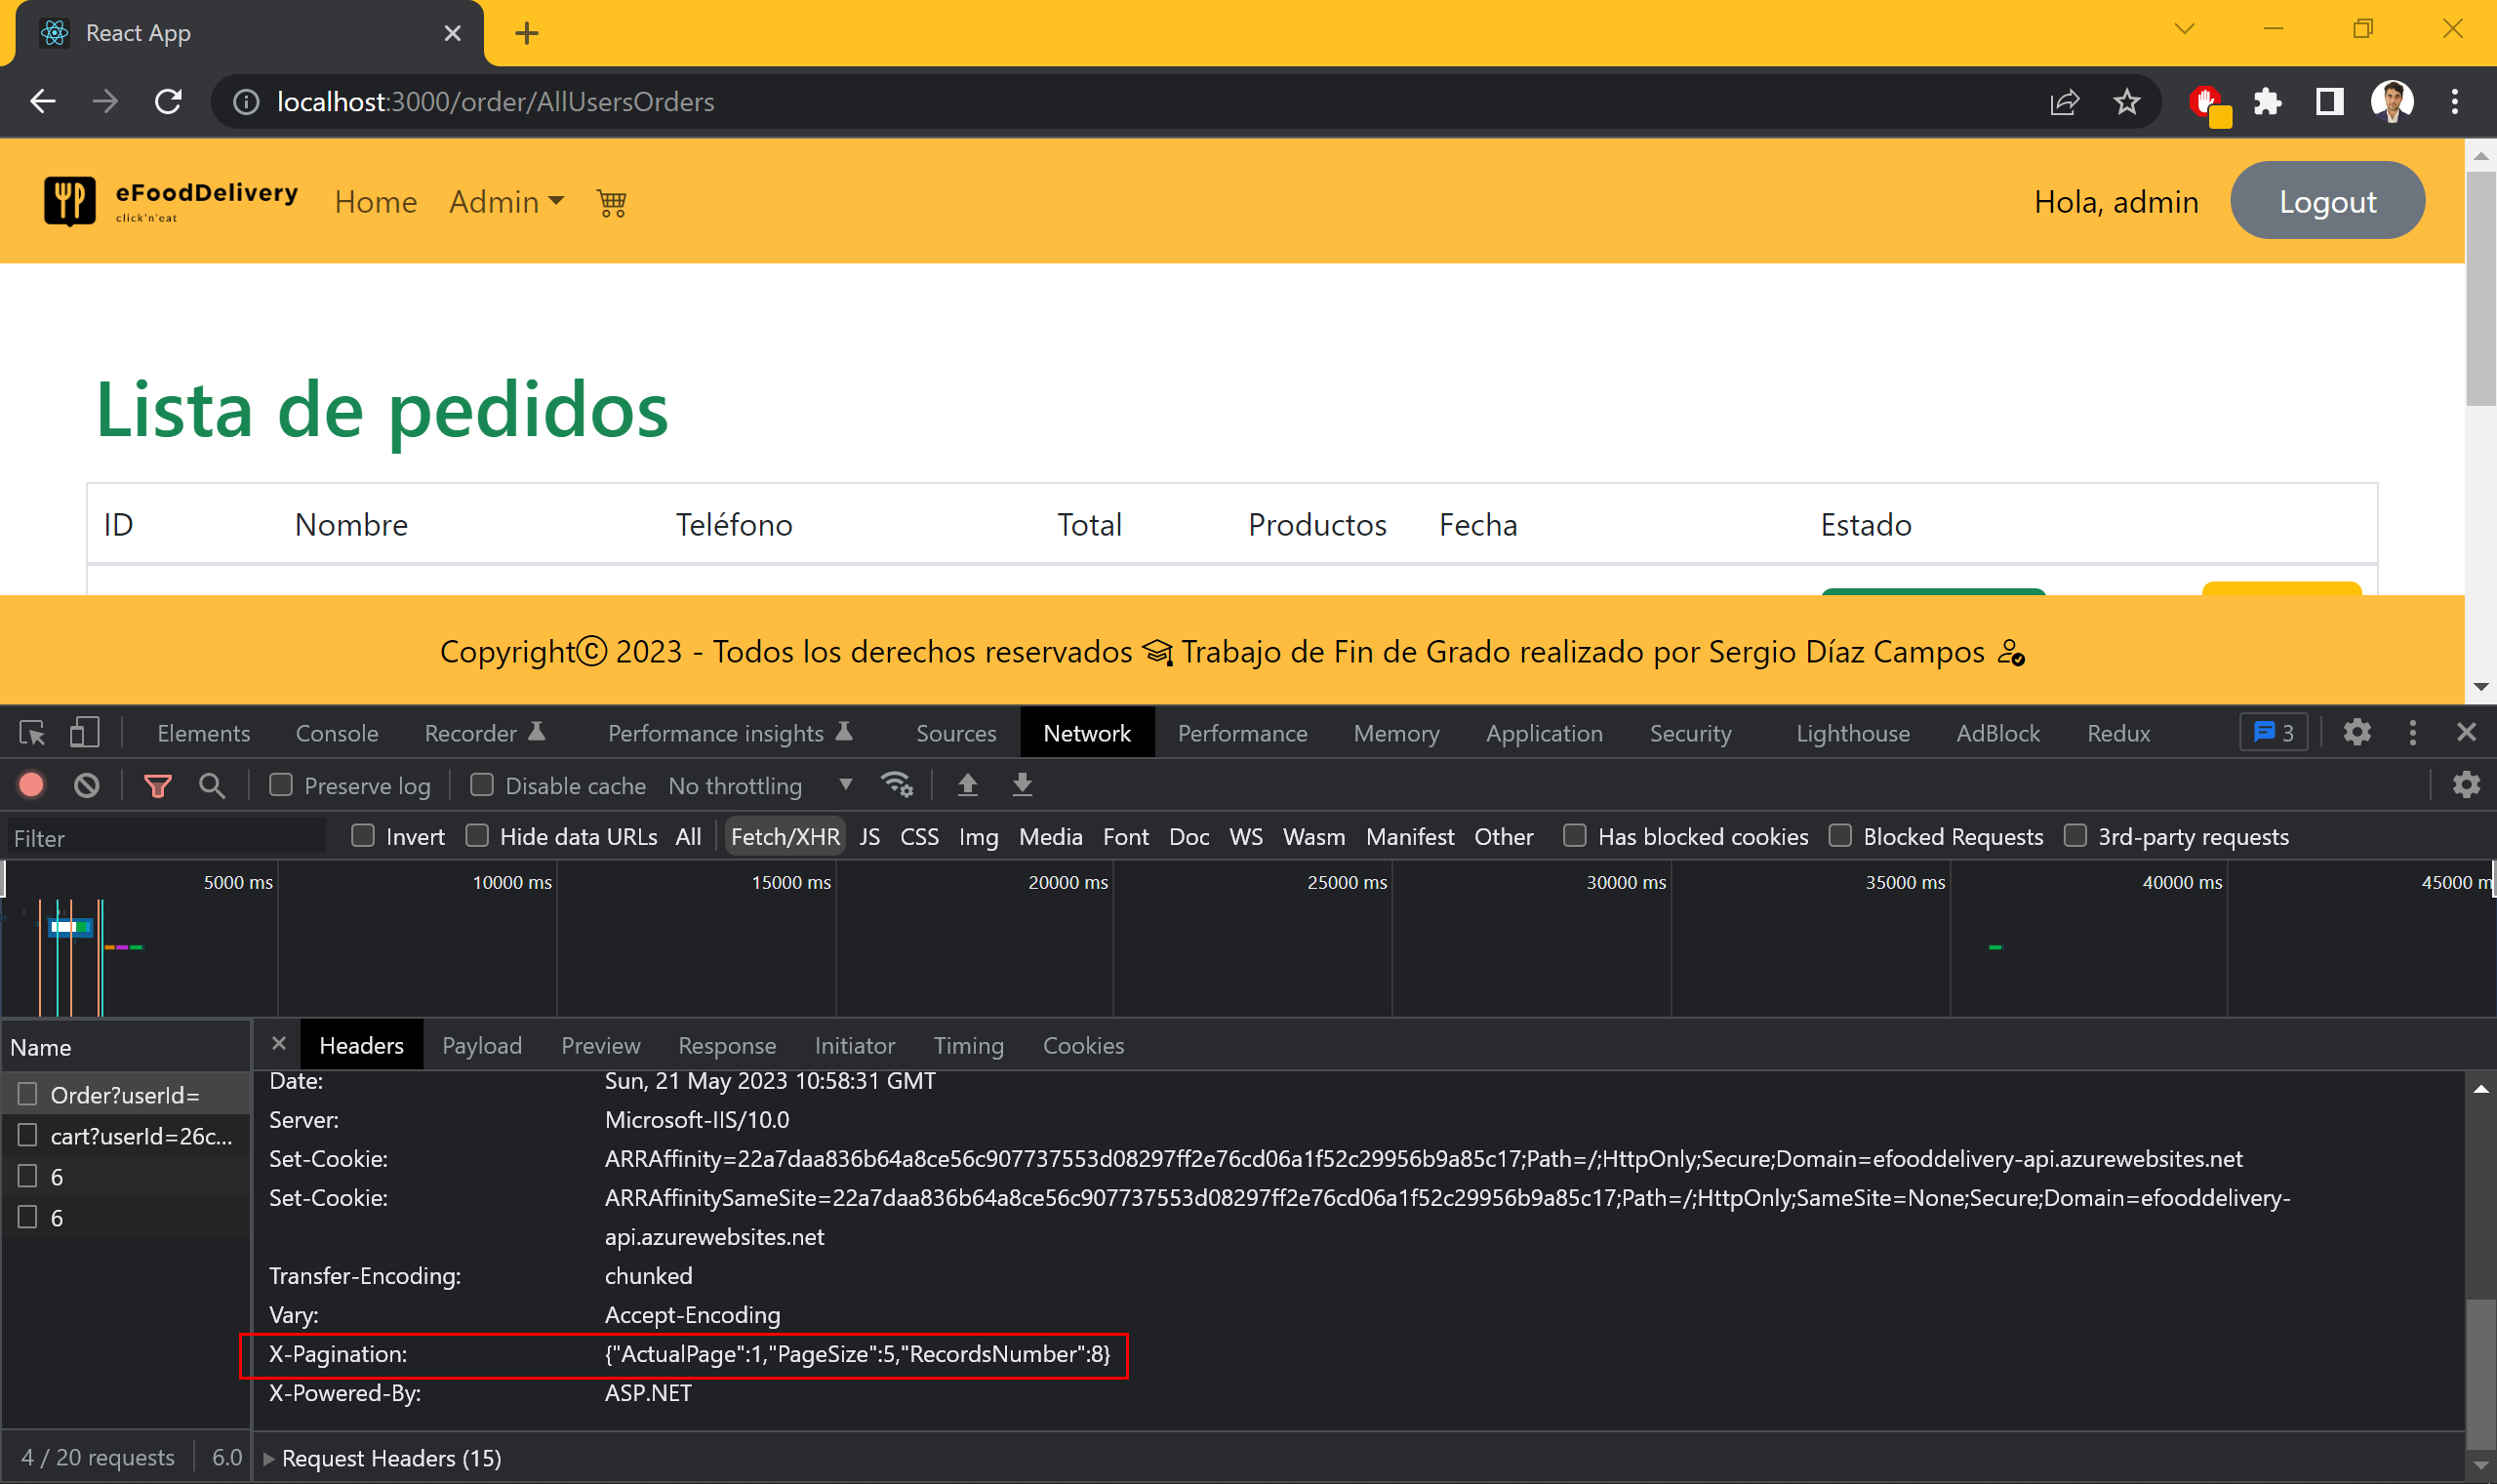 React App
localhost:3000/order/AllUsersOrders
eFoodDelivery
click'n'eat
Home Admin
Hola, admin Logout
Lista de pedidos
ID Nombre Teléfono Total Productos Fecha Estado
Copyright© 2023 - Todos los derechos reservados Trabajo de Fin de Grado realizado por Sergio Díaz Campos
Elements Console Recorder Performance insights Sources Network Performance Memory Application Security Lighthouse AdBlock Redux 3
Preserve log Disable cache No throttling
Filter Invert Hide data URLs All Fetch/XHR JS CSS Img Media Font Doc WS Wasm Manifest Other Has blocked cookies Blocked Requests 3rd-party requests
5000 ms 10000 ms 15000 ms 20000 ms 25000 ms 30000 ms 35000 ms 40000 ms 45000 m
Name
Order?userId=
cart?userId=26c...
6
6
4 / 20 requests 6.0
Headers Payload Preview Response Initiator Timing Cookies
Date: Sun, 21 May 2023 10:58:31 GMT
Server: Microsoft-IIS/10.0
Set-Cookie: ARRAffinity=22a7daa836b64a8ce56c907737553d08297ff2e76cd06a1f52c29956b9a85c17;Path=/;HttpOnly;Secure;Domain=efooddelivery-api.azurewebsites.net
Set-Cookie: ARRAffinitySameSite=22a7daa836b64a8ce56c907737553d08297ff2e76cd06a1f52c29956b9a85c17;Path=/;HttpOnly;SameSite=None;Secure;Domain=efooddelivery-
api.azurewebsites.net
Transfer-Encoding: chunked
Vary: Accept-Encoding
X-Pagination: {"ActualPage":1,"PageSize":5,"RecordsNumber":8}
X-Powered-By: ASP.NET
Request Headers (15)